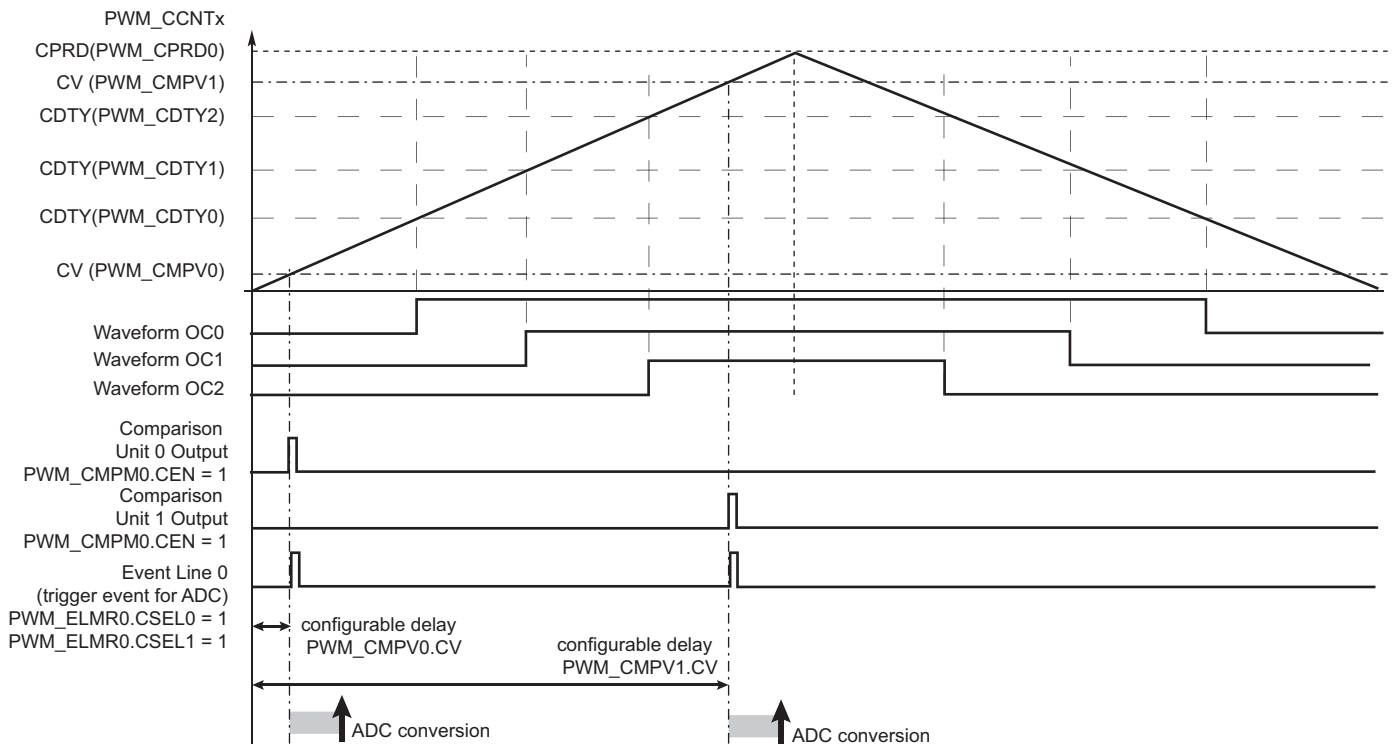 PWM_CCNTx
CPRD(PWM_CPRD0)
CV (PWM_CMPV1)
CDTY(PWM_CDTY2)
CDTY(PWM_CDTY1)
CDTY(PWM_CDTY0)
CV (PWM_CMPV0)
Waveform OC0
Waveform OC1
Waveform OC2
Comparison
Unit 0 Output
PWM_CMPM0.CEN = 1
Comparison
Unit 1 Output
PWM_CMPM0.CEN = 1
Event Line 0
(trigger event for ADC)
PWM_ELMR0.CSEL0 = 1
PWM_ELMR0.CSEL1 = 1
configurable delay
PWM_CMPV0.CV
configurable delay
PWM_CMPV1.CV
ADC conversion
ADC conversion